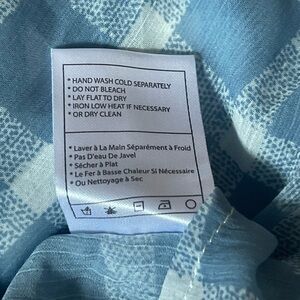 * HAND WASH COLD SEPARATELY
* DO NOT BLEACH
* LAY FLAT TO DRY
* IRON LOW HEAT IF NECESSARY
* OR DRY CLEAN
* Laver à La Main Séparément à Froid
* Pas D'eau De Javel
* Sécher à Plat
* Le Fer à Basse Chaleur Si Nécessaire
* Ou Nettoyage à Sec